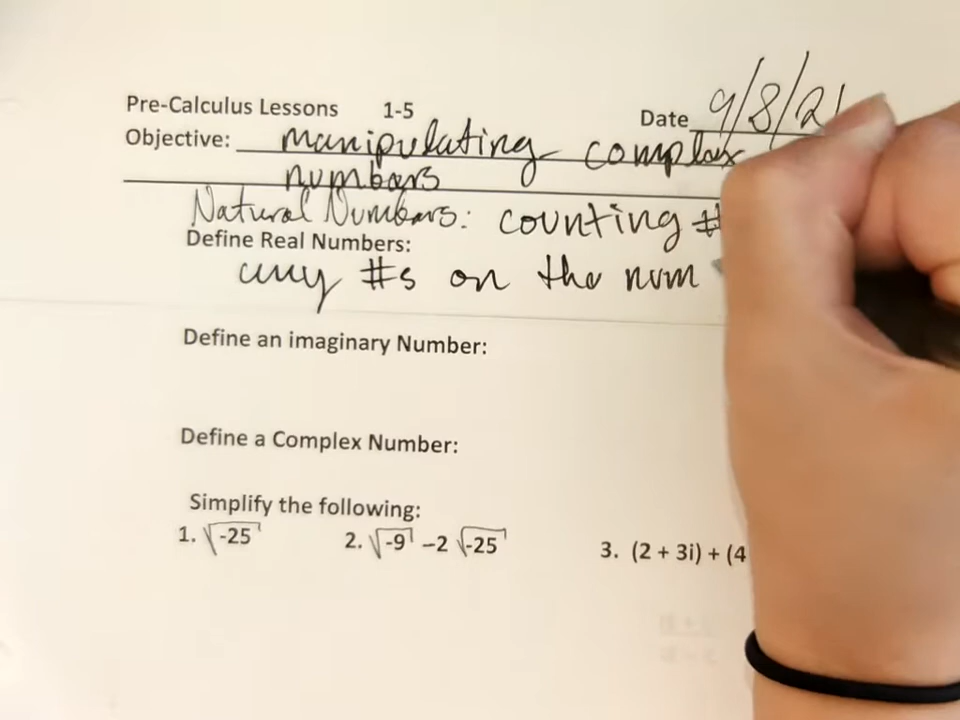 Pre-Calculus Lessons 1-5 Date 9/8/21
Objective: manipulating complex
numbers
Natural Numbers: counting #
Define Real Numbers:
any #s on the num
Define an imaginary Number:
Define a Complex Number:
Simplify the following:
1. √-25 2. √-9 -2 √-25 3. (2 + 3i) + (4